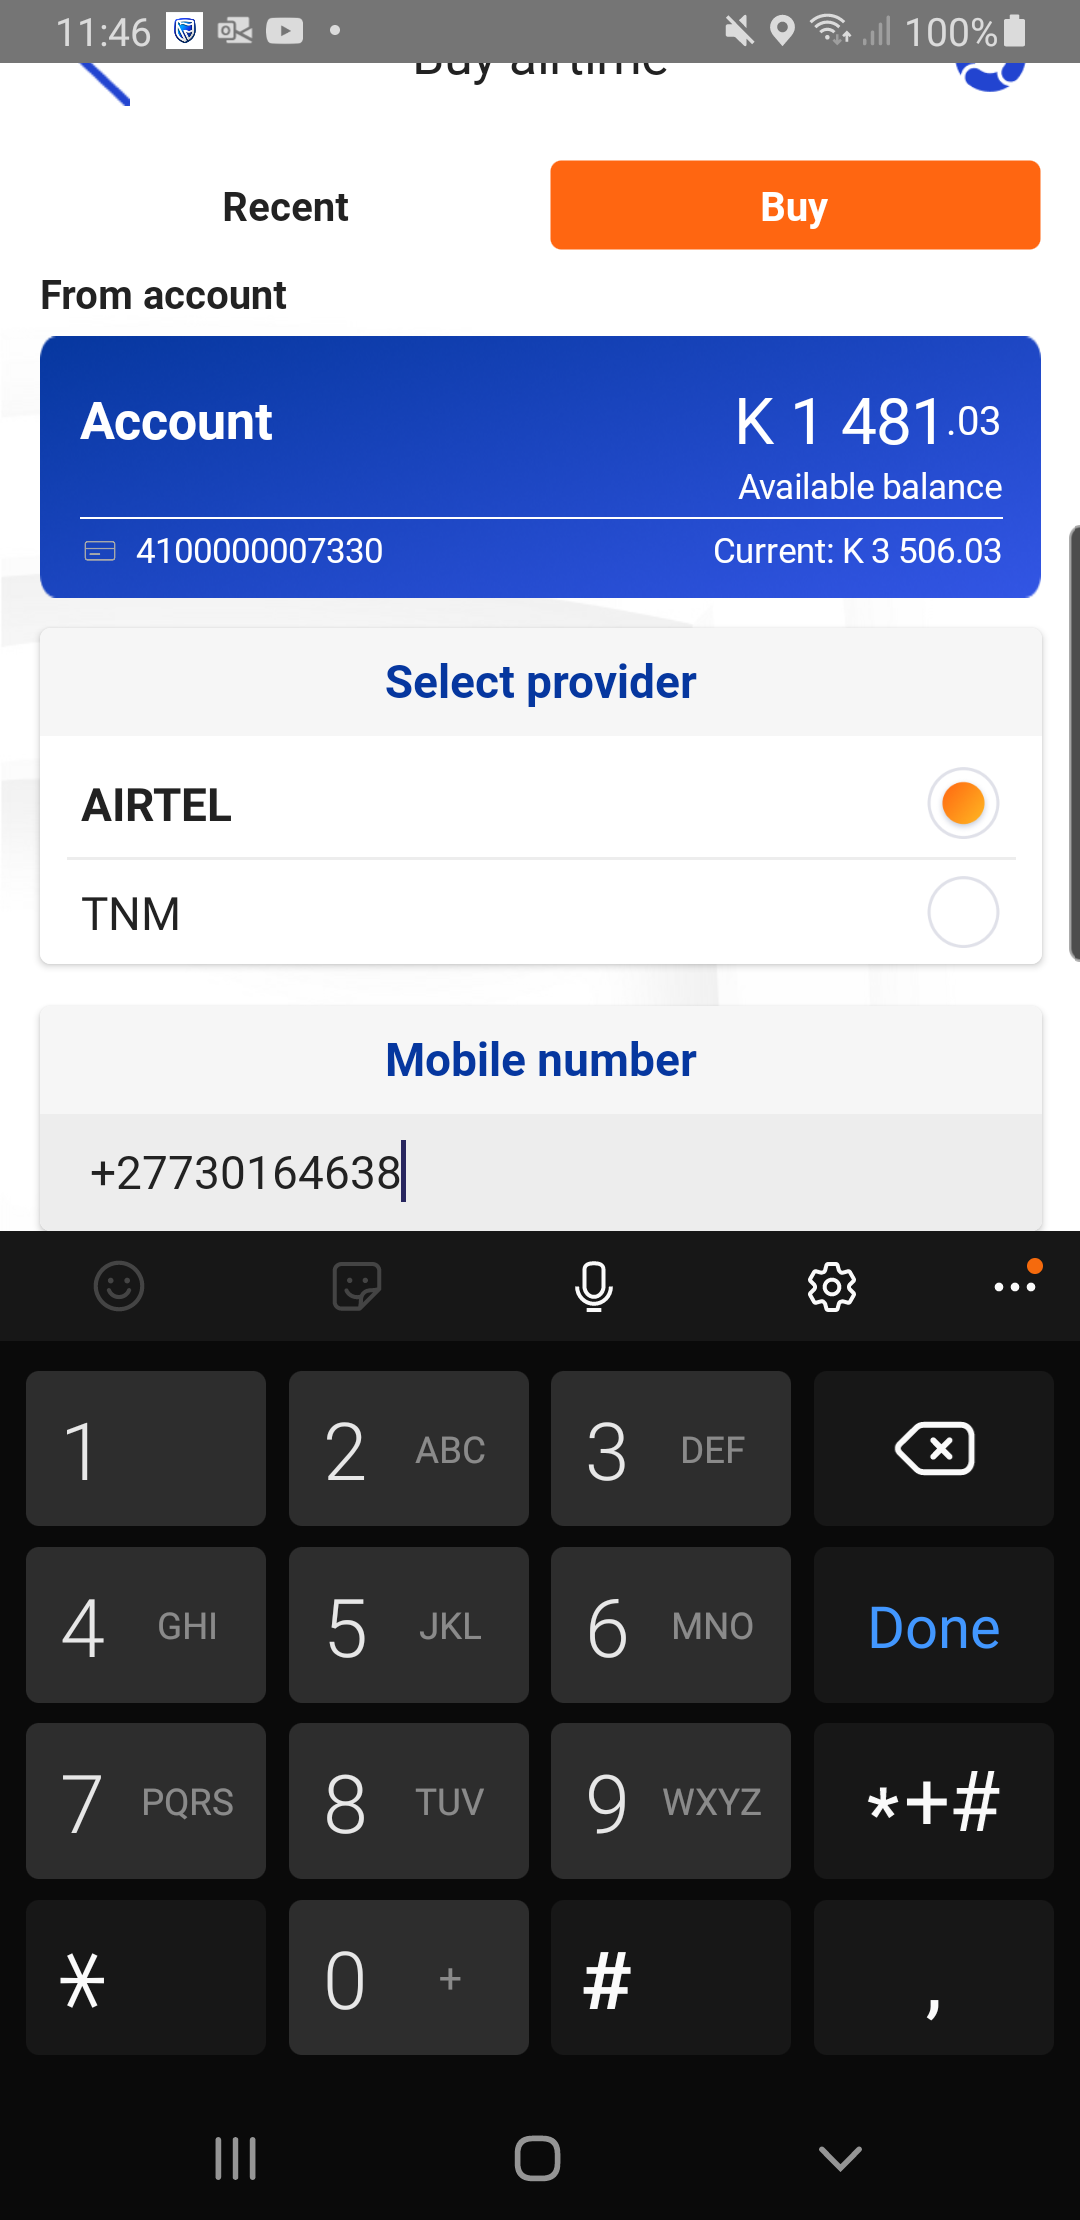 11:46 100%
Buy airtime
Recent Buy
From account
Account K 1 481.03
Available balance
4100000007330 Current: K 3 506.03
Select provider
AIRTEL
TNM
Mobile number
+27730164638
1 2 ABC 3 DEF
4 GHI 5 JKL 6 MNO Done
7 PQRS 8 TUV 9 WXYZ *+#
* 0 + # ,